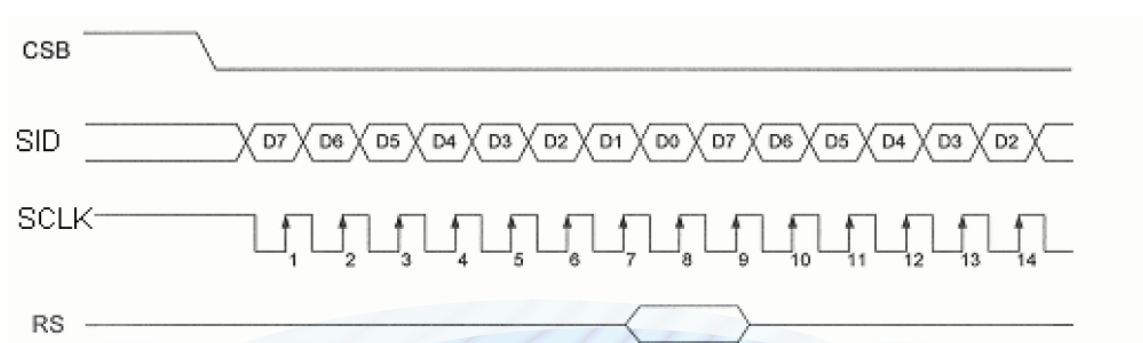 CSB
SID D7 D6 D5 D4 D3 D2 D1 D0 D7 D6 D5 D4 D3 D2
SCLK
1 2 3 4 5 6 7 8 9 10 11 12 13 14
RS